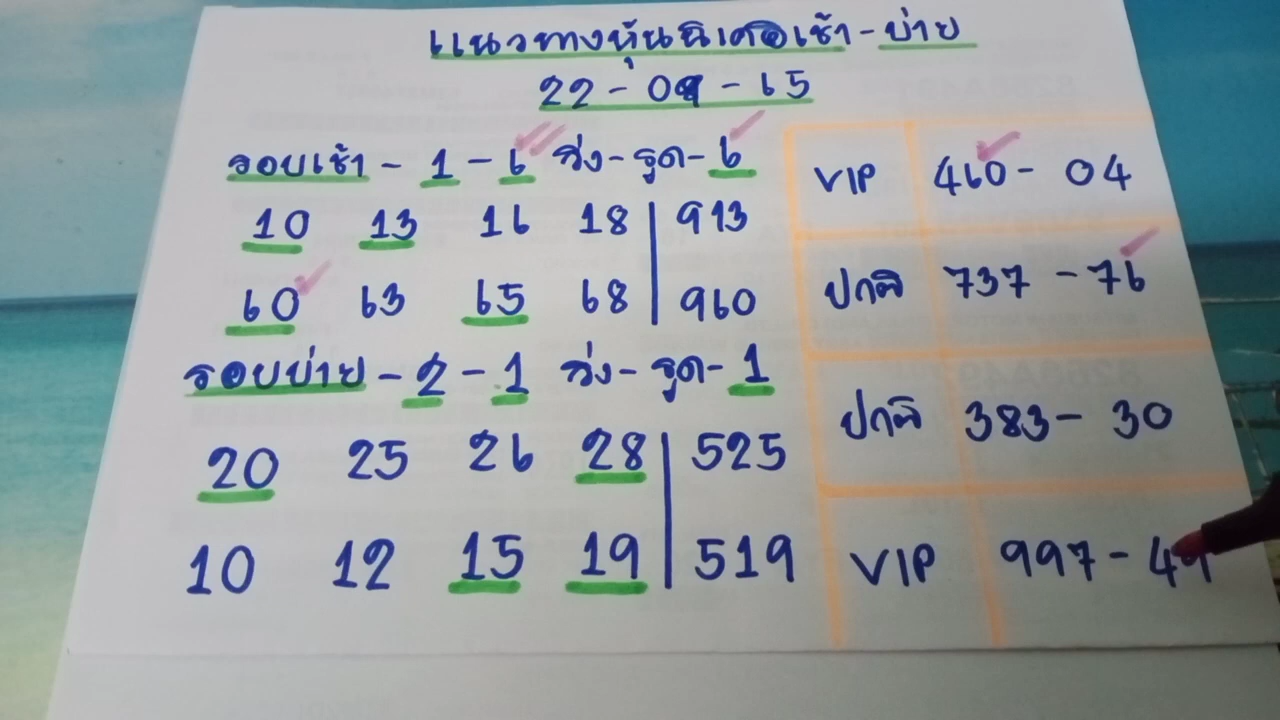 แนวทางหุ้นนิเคอิเช้า-บ่าย
22-09-65
รอบเช้า-1-6 วิ่ง-รูด-6
10 13 16 18 | 913
60 63 65 68 | 960
รอบบ่าย-2-1 วิ่ง-รูด-1
20 25 26 28 | 525
10 12 15 19 | 519
VIP 460-04
ปกติ 737-76
ปกติ 383-30
VIP 997-49